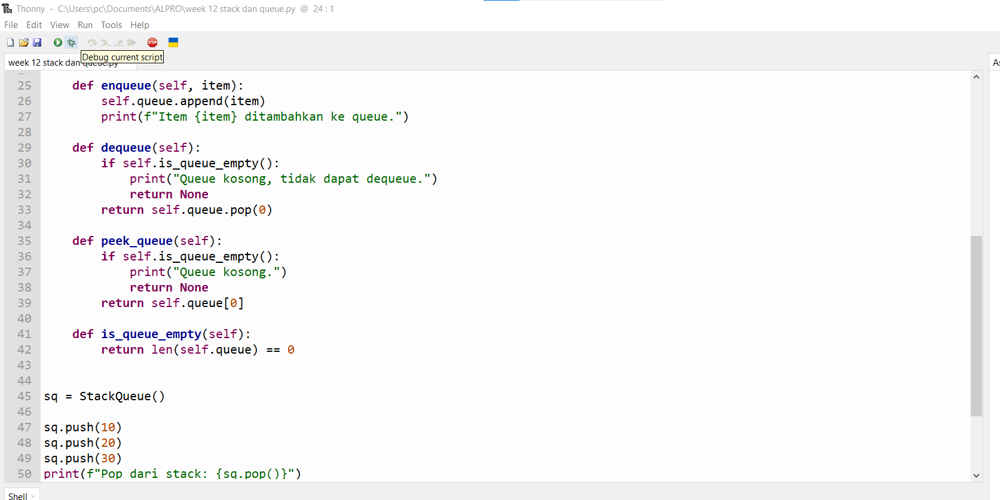 Thonny - C:\Users\pc\Documents\ALPRO\week 12 stack dan queue.py @ 24 : 1
File Edit View Run Tools Help
STOP
Debug current script
week 12 stack dan queue.py
As
25     def enqueue(self, item):
26         self.queue.append(item)
27         print(f"Item {item} ditambahkan ke queue.")
28
29     def dequeue(self):
30         if self.is_queue_empty():
31             print("Queue kosong, tidak dapat dequeue.")
32             return None
33         return self.queue.pop(0)
34
35     def peek_queue(self):
36         if self.is_queue_empty():
37             print("Queue kosong.")
38             return None
39         return self.queue[0]
40
41     def is_queue_empty(self):
42         return len(self.queue) == 0
43
44
45 sq = StackQueue()
46
47 sq.push(10)
48 sq.push(20)
49 sq.push(30)
50 print(f"Pop dari stack: {sq.pop()}")
Shell ×